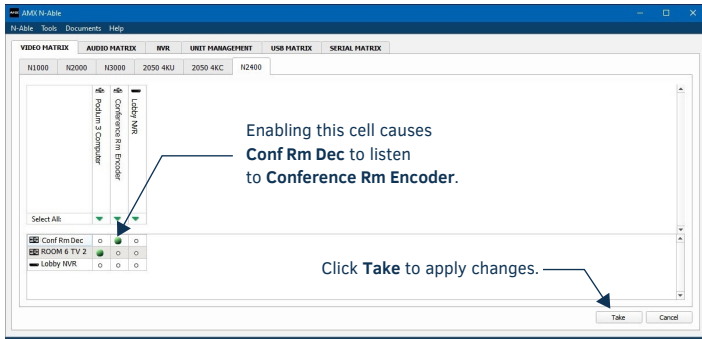 AMX AMX N-Able
N-Able Tools Documents Help
VIDEO MATRIX AUDIO MATRIX NVR UNIT MANAGEMENT USB MATRIX SERIAL MATRIX
N1000 N2000 N3000 2050 4KU 2050 4KC N2400
Podium 3 Computer
Conference Rm Encoder
Lobby NVR
Enabling this cell causes
Conf Rm Dec to listen
to Conference Rm Encoder.
Select All:
Conf Rm Dec
ROOM 6 TV 2
Lobby NVR
Click Take to apply changes.
Take Cancel